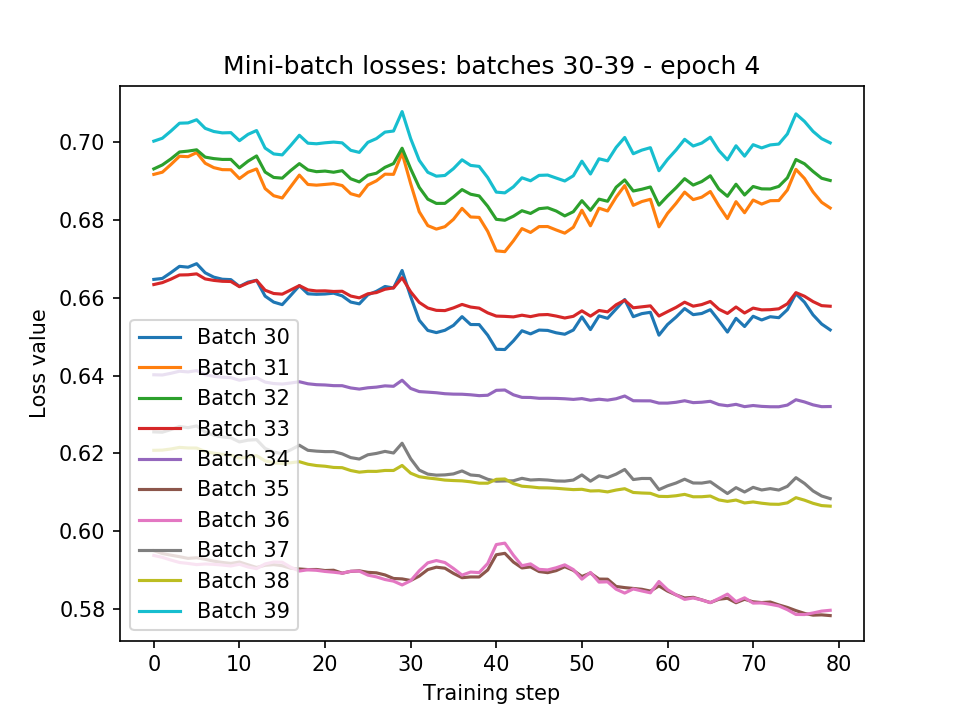 Mini-batch losses: batches 30-39 - epoch 4
Loss value
0.70
0.68
0.66
0.64
0.62
0.60
0.58
Batch 30
Batch 31
Batch 32
Batch 33
Batch 34
Batch 35
Batch 36
Batch 37
Batch 38
Batch 39
0 10 20 30 40 50 60 70 80
Training step